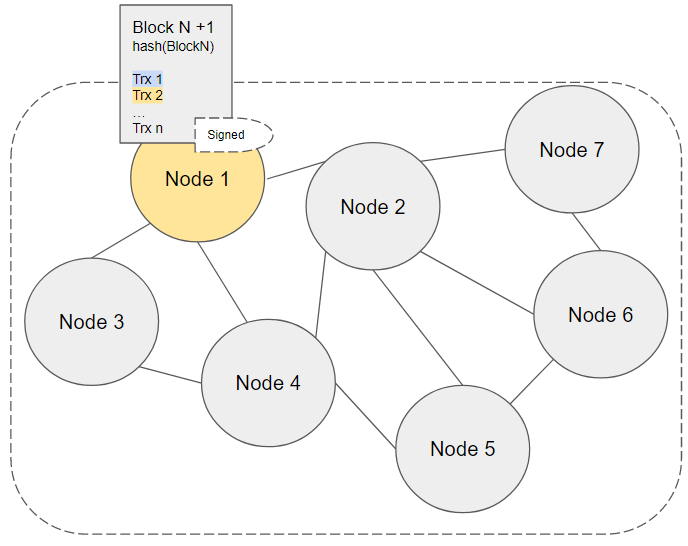 Block N +1
hash(BlockN)
Trx 1
Trx 2
...
Trx n
Signed
Node 1
Node 2
Node 7
Node 3
Node 4
Node 6
Node 5